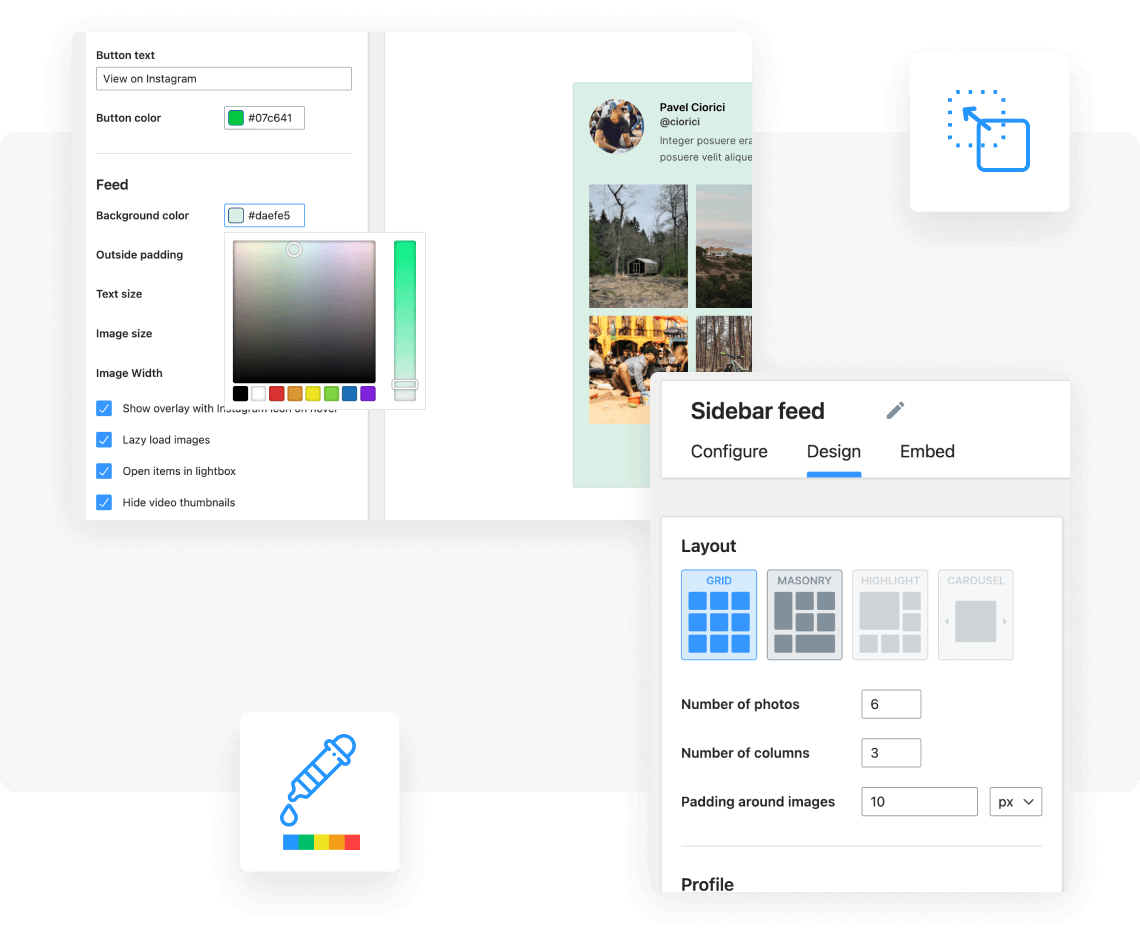 Button text
View on Instagram
Button color
#07c641
Feed
Background color
#daefe5
Outside padding
Text size
Image size
Image Width
Show overlay with Instagram icon on hover
Lazy load images
Open items in lightbox
Hide video thumbnails
Pavel Ciorici
@ciorici
Integer posuere era
posuere velit alique
Sidebar feed
Configure Design Embed
Layout
GRID MASONRY HIGHLIGHT CAROUSEL
Number of photos 6
Number of columns 3
Padding around images 10 px
Profile